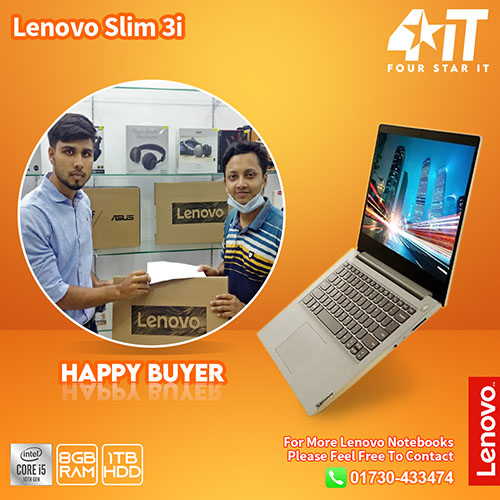 Lenovo Slim 3i
4 iT
FOUR STAR IT
ASUS
Lenovo
Lenovo
HAPPY BUYER
Lenovo
intel
CORE i5
10TH GEN
8GB
RAM
1TB
HDD
For More Lenovo Notebooks
Please Feel Free To Contact
01730-433474